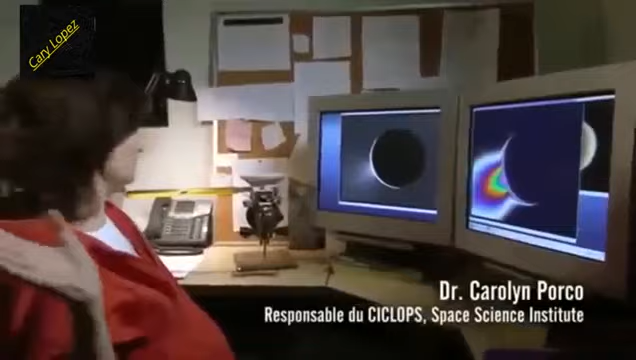 Cary Lopez
Dr. Carolyn Porco
Responsable du CICLOPS, Space Science Institute